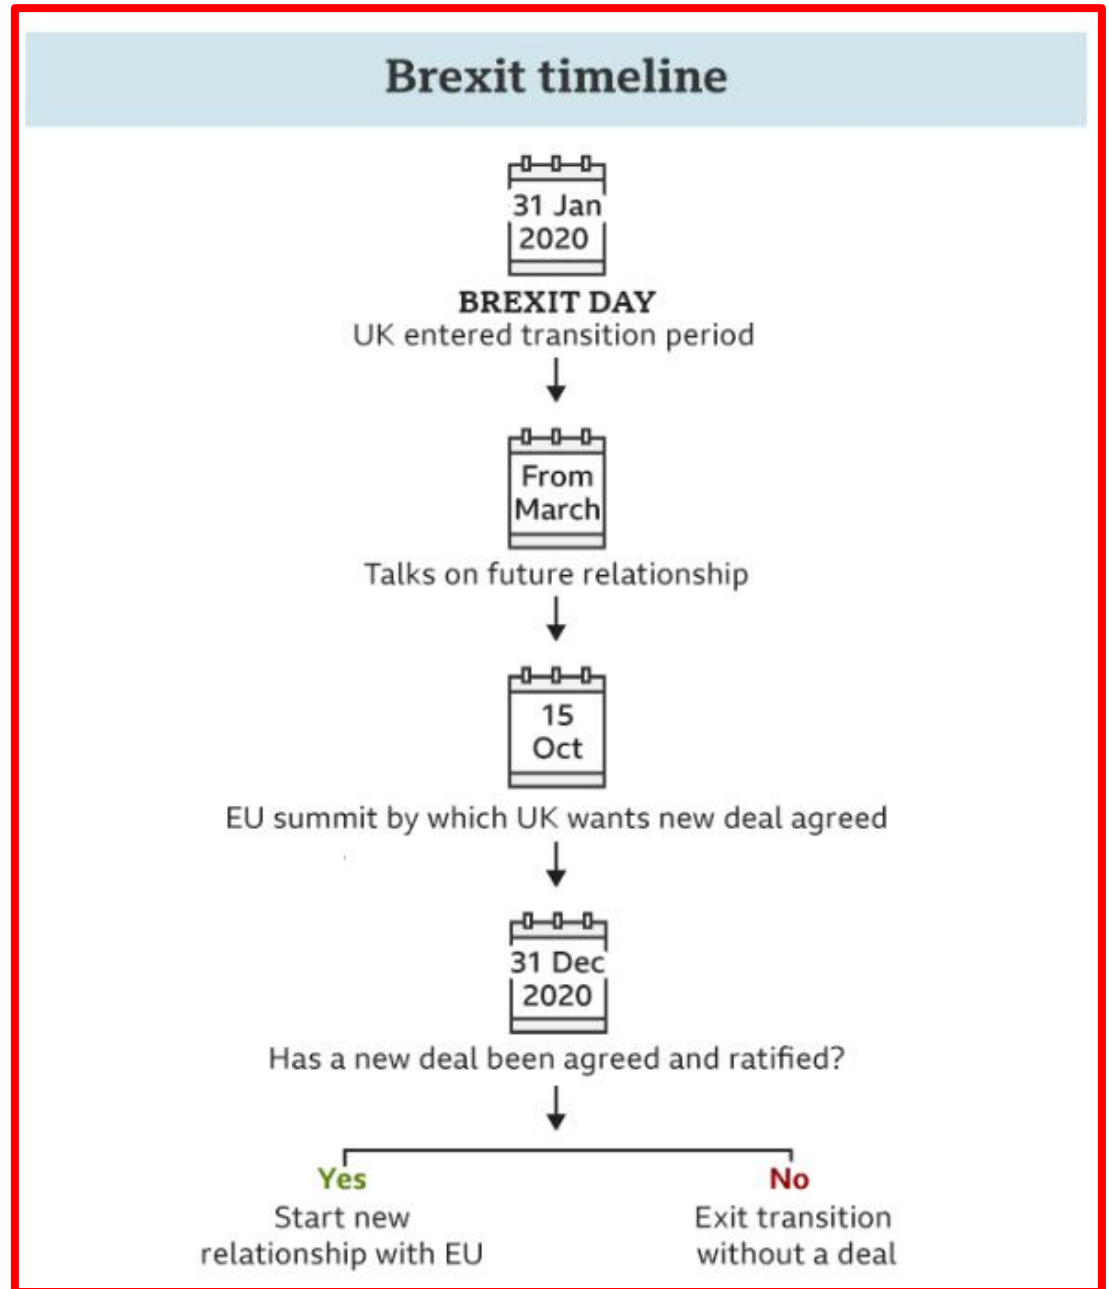 Brexit timeline
31 Jan
2020
BREXIT DAY
UK entered transition period
From
March
Talks on future relationship
15
Oct
EU summit by which UK wants new deal agreed
31 Dec
2020
Has a new deal been agreed and ratified?
Yes
Start new
relationship with EU
No
Exit transition
without a deal